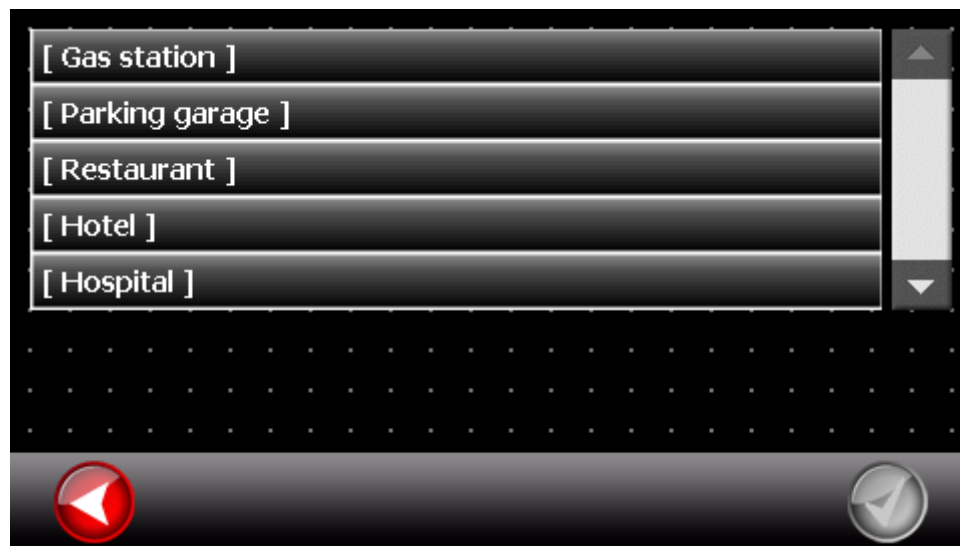 [ Gas station ]
[ Parking garage ]
[ Restaurant ]
[ Hotel ]
[ Hospital ]